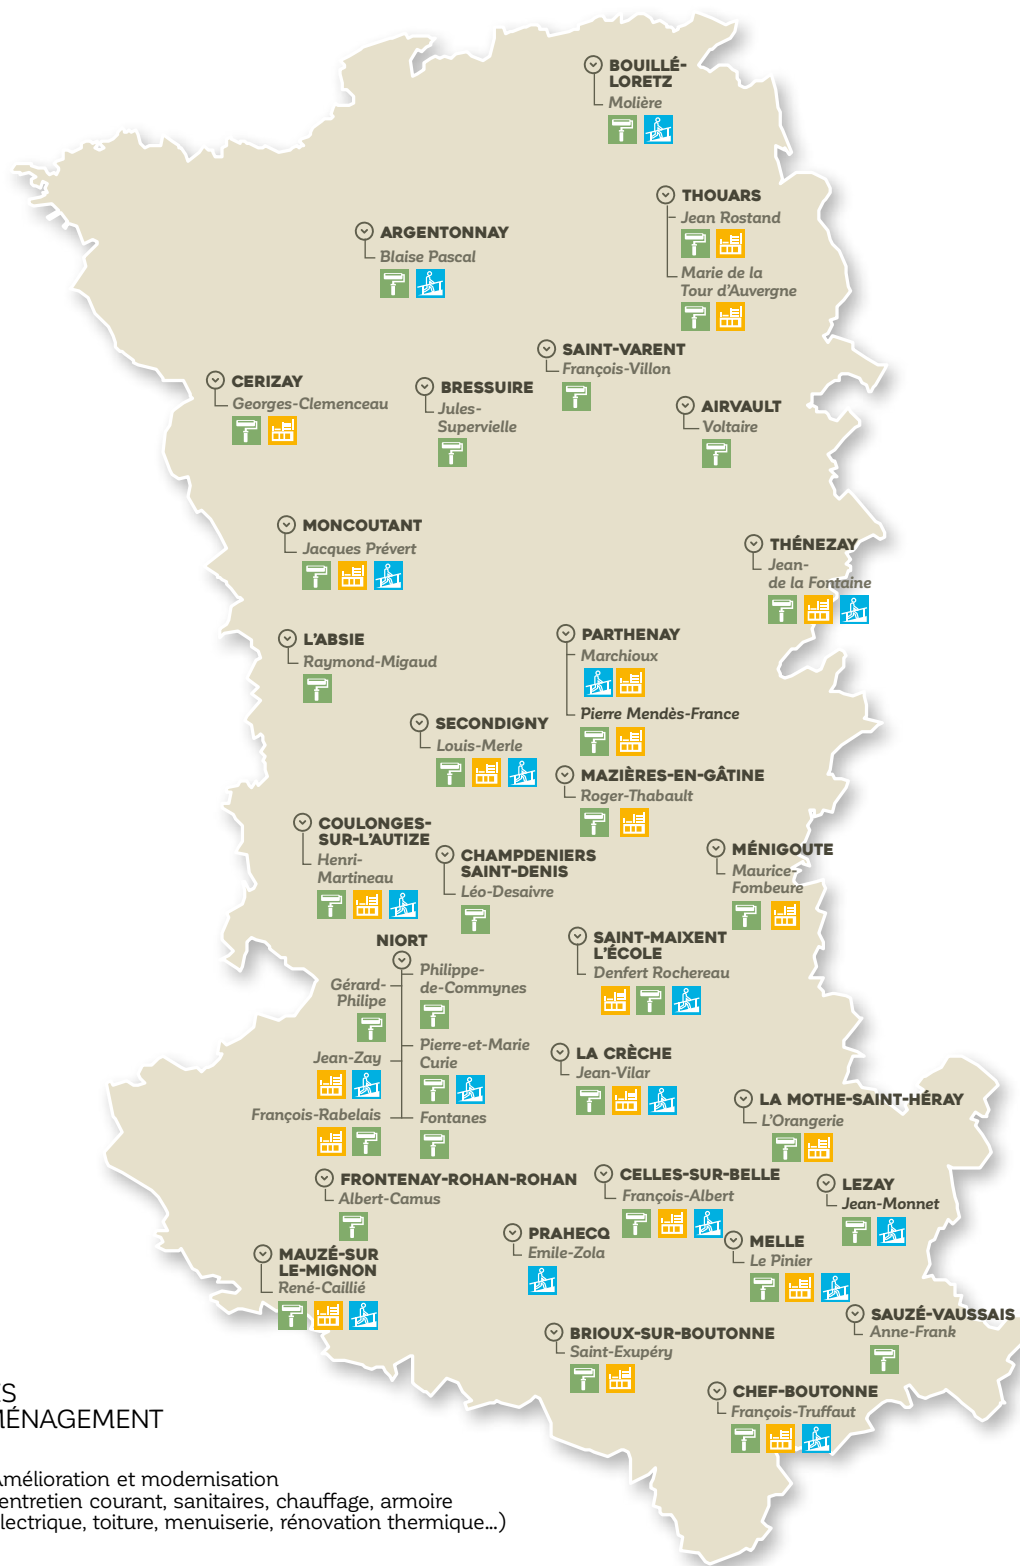 BOUILLÉ-
LORETZ
Molière
THOUARS
Jean Rostand
Marie de la
Tour d'Auvergne
ARGENTONNAY
Blaise Pascal
SAINT-VARENT
François-Villon
CERIZAY
Georges-Clemenceau
BRESSUIRE
Jules-
Supervielle
AIRVAULT
Voltaire
MONCOUTANT
Jacques Prévert
THÉNEZAY
Jean-
de la Fontaine
L'ABSIE
Raymond-Migaud
PARTHENAY
Marchioux
Pierre Mendès-France
SECONDIGNY
Louis-Merle
MAZIÈRES-EN-GÂTINE
Roger-Thabault
COULONGES-
SUR-L'AUTIZE
Henri-
Martineau
CHAMPDENIERS
SAINT-DENIS
Léo-Desaivre
MÉNIGOUTE
Maurice-
Fombeure
NIORT
Gérard-
Philipe
Philippe-
de-Commynes
Jean-Zay
Pierre-et-Marie
Curie
François-Rabelais
Fontanes
SAINT-MAIXENT
L'ÉCOLE
Denfert Rochereau
LA CRÈCHE
Jean-Vilar
LA MOTHE-SAINT-HÉRAY
L'Orangerie
FRONTENAY-ROHAN-ROHAN
Albert-Camus
CELLES-SUR-BELLE
François-Albert
LEZAY
Jean-Monnet
PRAHECQ
Emile-Zola
MELLE
Le Pinier
MAUZÉ-SUR
LE-MIGNON
René-Caillié
SAUZÉ-VAUSSAIS
Anne-Frank
BRIOUX-SUR-BOUTONNE
Saint-Exupéry
CHEF-BOUTONNE
François-Truffaut
ES
MÉNAGEMENT
Amélioration et modernisation
entretien courant, sanitaires, chauffage, armoire
lectrique, toiture, menuiserie, rénovation thermique...)